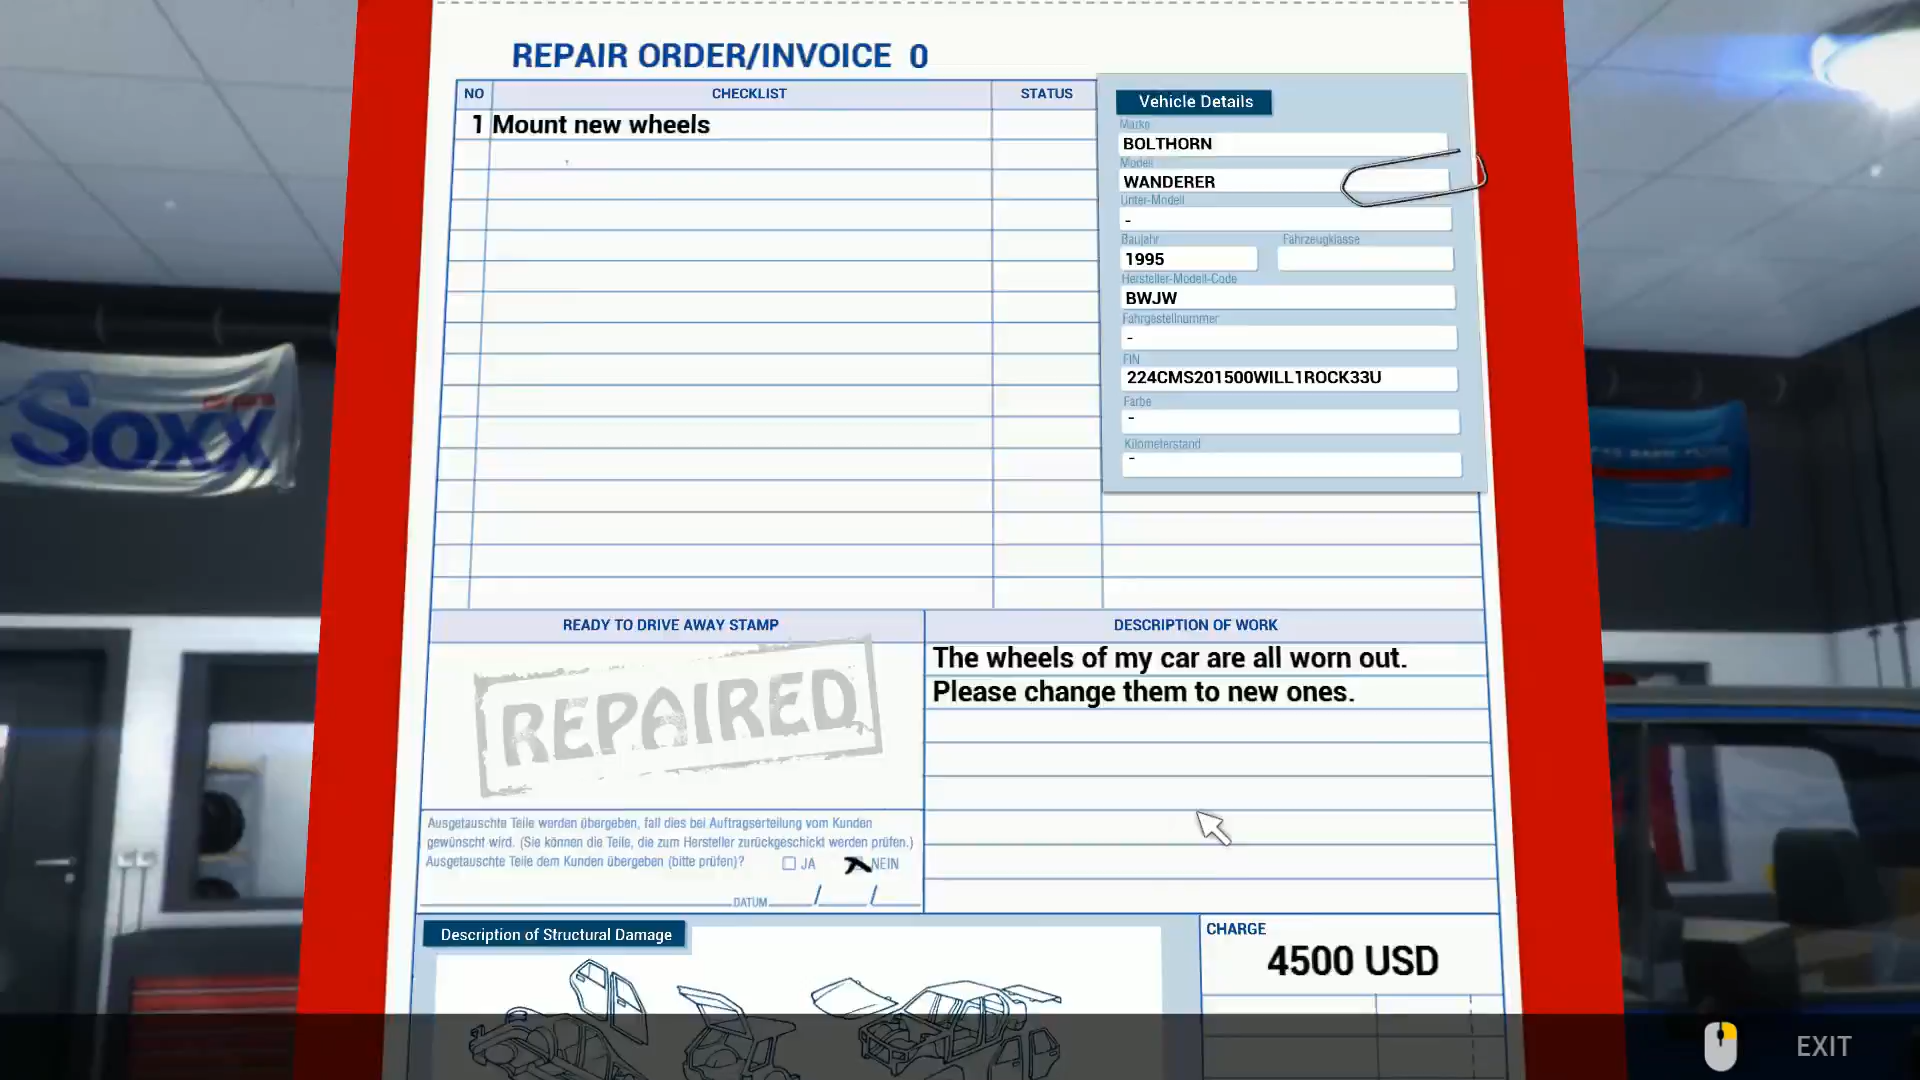 REPAIR ORDER/INVOICE 0
NO CHECKLIST STATUS
1 Mount new wheels
Vehicle Details
Marke
BOLTHORN
Modell
WANDERER
Unter-Modell
-
Baujahr Fahrzeugklasse
1995
Hersteller-Modell-Code
BWJW
Fahrgestellnummer
-
FIN
224CMS201500WILL1ROCK33U
Farbe
-
Kilometerstand
-
Soxx
READY TO DRIVE AWAY STAMP
REPAIRED
DESCRIPTION OF WORK
The wheels of my car are all worn out.
Please change them to new ones.
Ausgetauschte Teile werden übergeben, fall dies bei Auftragserteilung vom Kunden
gewünscht wird. (Sie können die Teile, die zum Hersteller zurückgeschickt werden prüfen.)
Ausgetauschte Teile dem Kunden übergeben (bitte prüfen)? JA NEIN
DATUM / /
Description of Structural Damage
CHARGE
4500 USD
EXIT